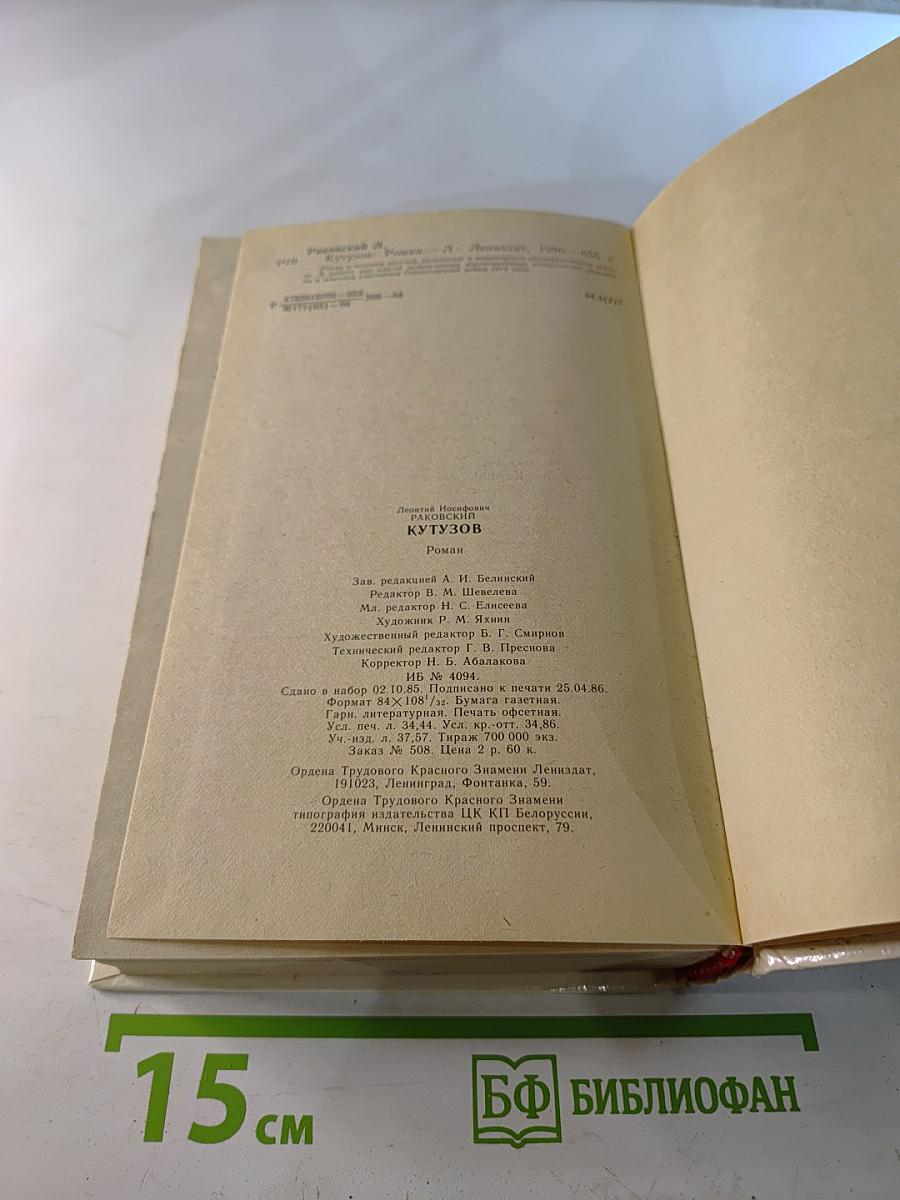 Раковский Л.
Кутузов: Роман.— Л.: Лениздат, 1986.—
Леонтий Иосифович
РАКОВСКИЙ
КУТУЗОВ
Роман
Зав. редакцией А. И. Белинский
Редактор В. М. Шевелева
Мл. редактор Н. С. Елисеева
Художник Р. М. Яхнин
Художественный редактор Б. Г. Смирнов
Технический редактор Г. В. Преснова
Корректор Н. Б. Абалакова
ИБ № 4094.
Сдано в набор 02.10.85. Подписано к печати 25.04.86.
Формат 84×108¹/₃₂. Бумага газетная.
Гарн. литературная. Печать офсетная.
Усл. печ. л. 34,44. Усл. кр.-отт. 34,86.
Уч.-изд. л. 37,57. Тираж 700 000 экз.
Заказ № 508. Цена 2 р. 60 к.
Ордена Трудового Красного Знамени Лениздат,
191023, Ленинград, Фонтанка, 59.
Ордена Трудового Красного Знамени
типография издательства ЦК КП Белоруссии,
220041, Минск, Ленинский проспект, 79.
15 см
БФ БИБЛИОФАН